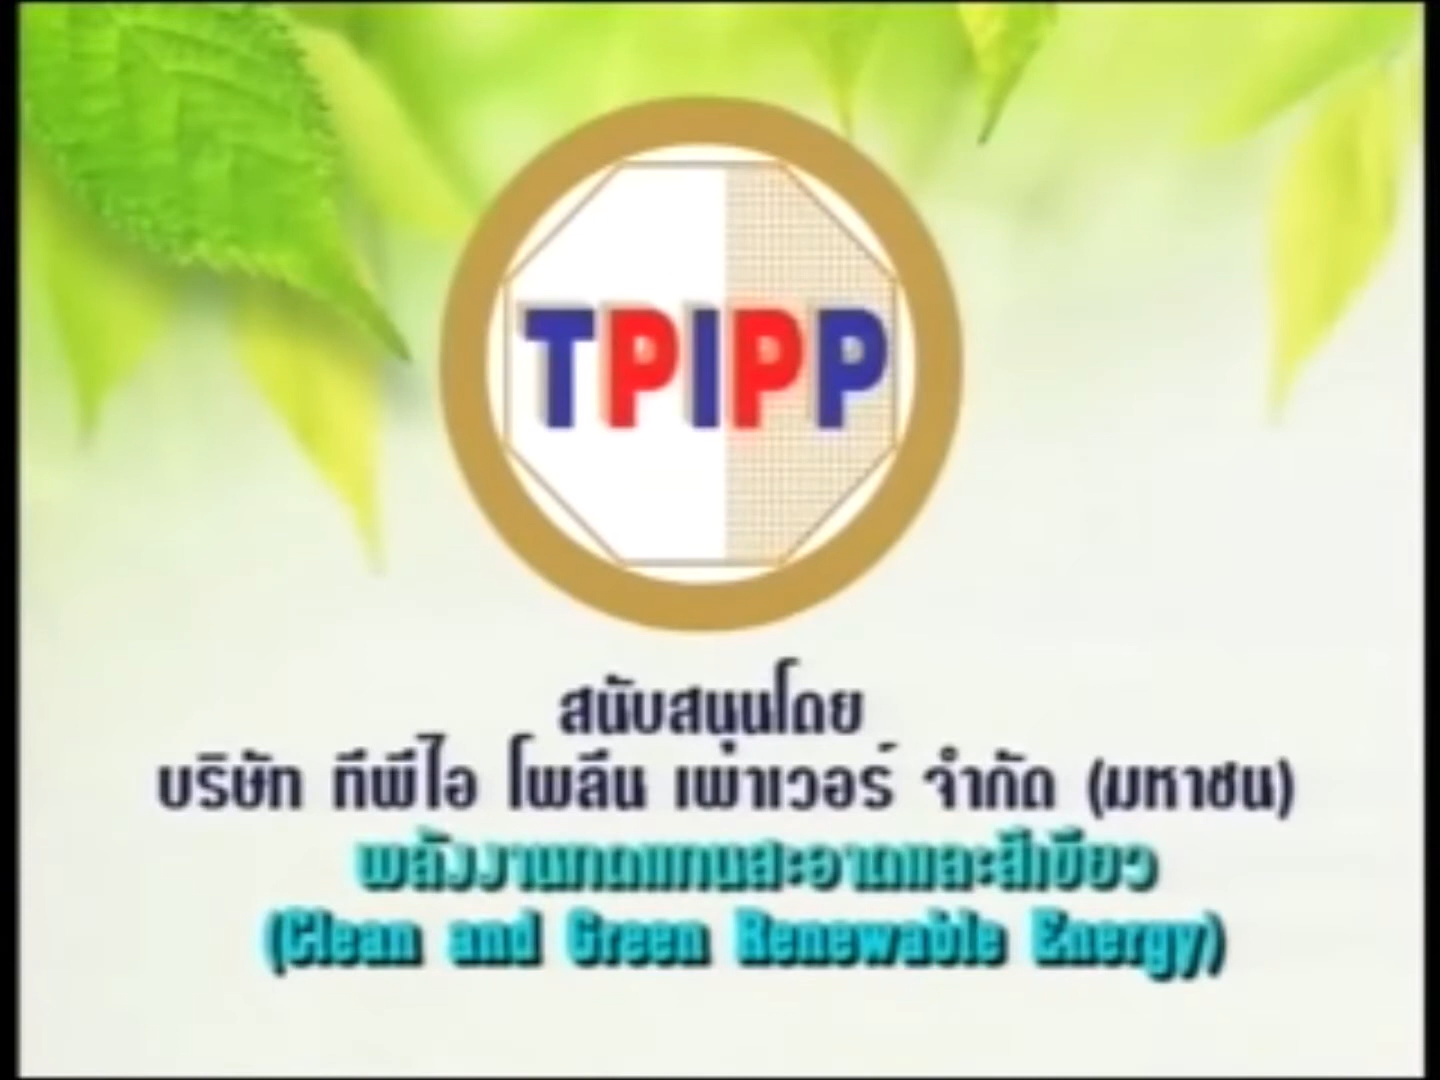 TPIPP
สนับสนุนโดย
บริษัท ทีพีไอ โพลีน เพาเวอร์ จำกัด (มหาชน)
พลังงานทดแทนสะอาดและสีเขียว
(Clean and Green Renewable Energy)